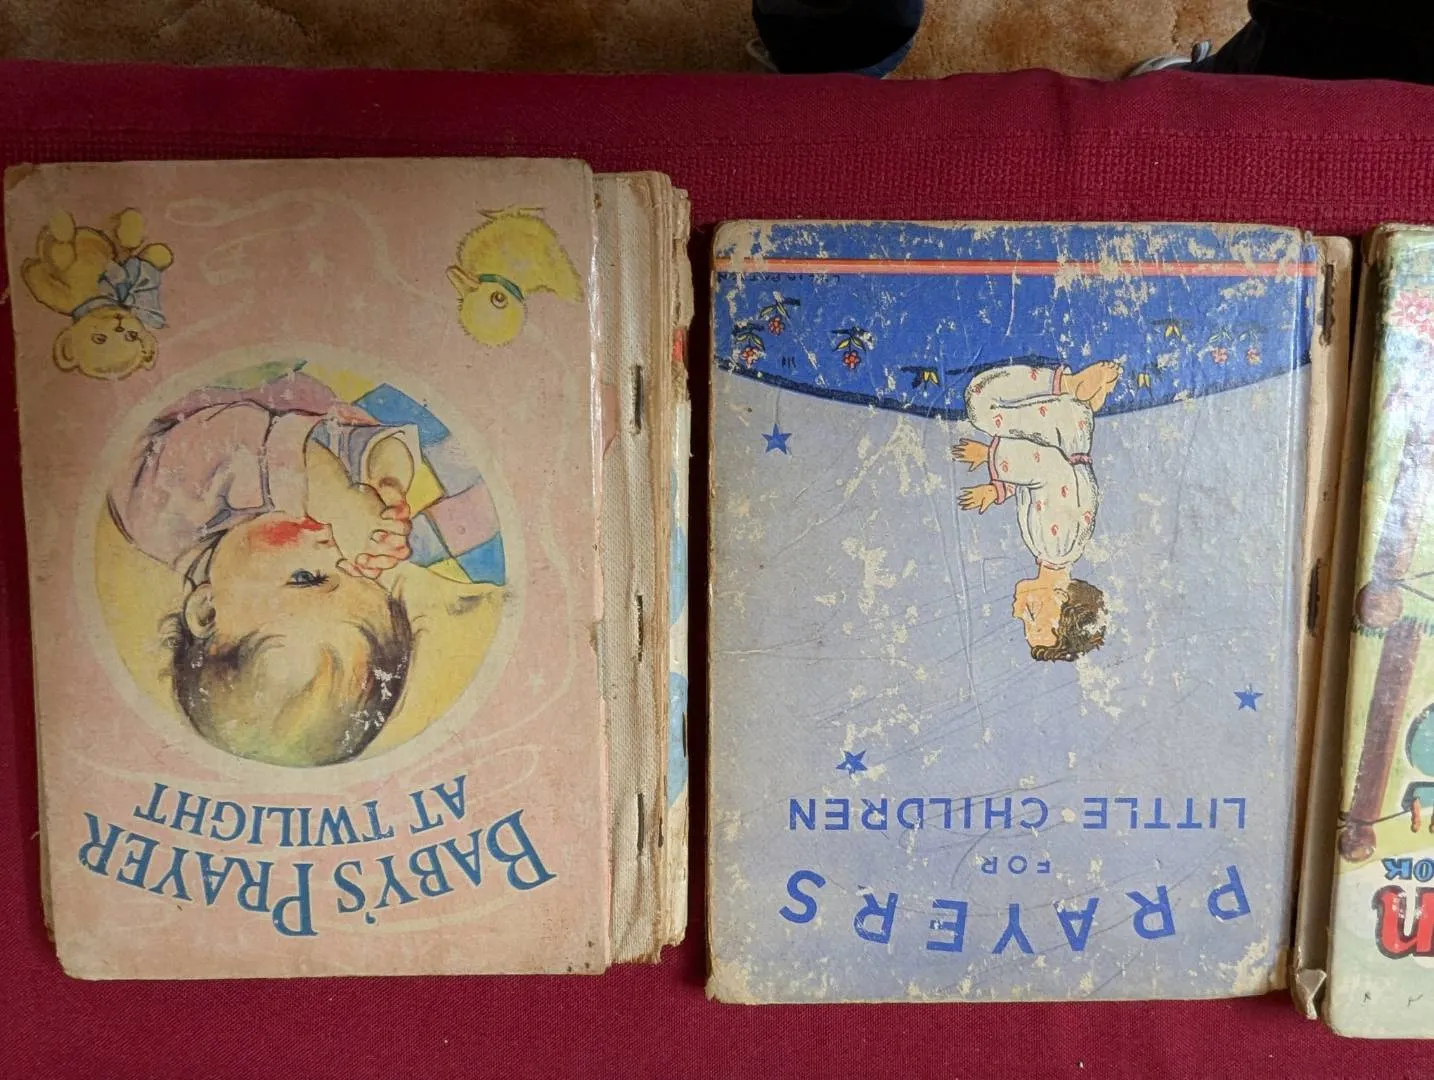 BABY'S PRAYER
AT TWILIGHT
PRAYERS
FOR
LITTLE CHILDREN